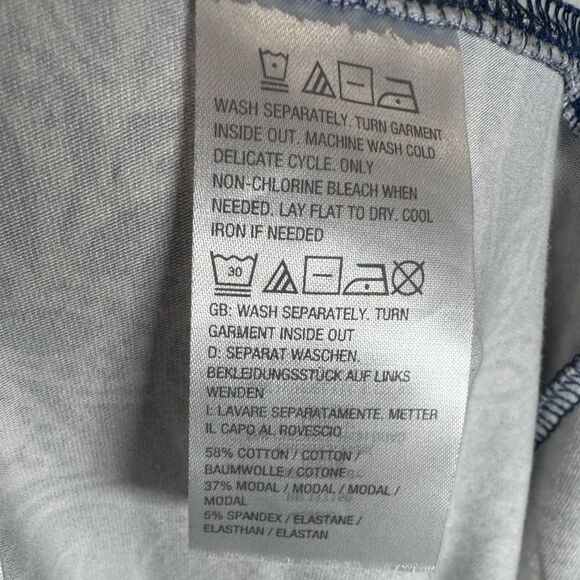 WASH SEPARATELY. TURN GARMENT
INSIDE OUT. MACHINE WASH COLD
DELICATE CYCLE. ONLY
NON-CHLORINE BLEACH WHEN
NEEDED. LAY FLAT TO DRY. COOL
IRON IF NEEDED
30
GB: WASH SEPARATELY. TURN
GARMENT INSIDE OUT
D: SEPARAT WASCHEN.
BEKLEIDUNGSSTÜCK AUF LINKS
WENDEN
I: LAVARE SEPARATAMENTE. METTER
IL CAPO AL ROVESCIO
58% COTTON / COTTON /
BAUMWOLLE / COTONE
37% MODAL / MODAL / MODAL /
MODAL
5% SPANDEX / ELASTANE /
ELASTHAN / ELASTAN